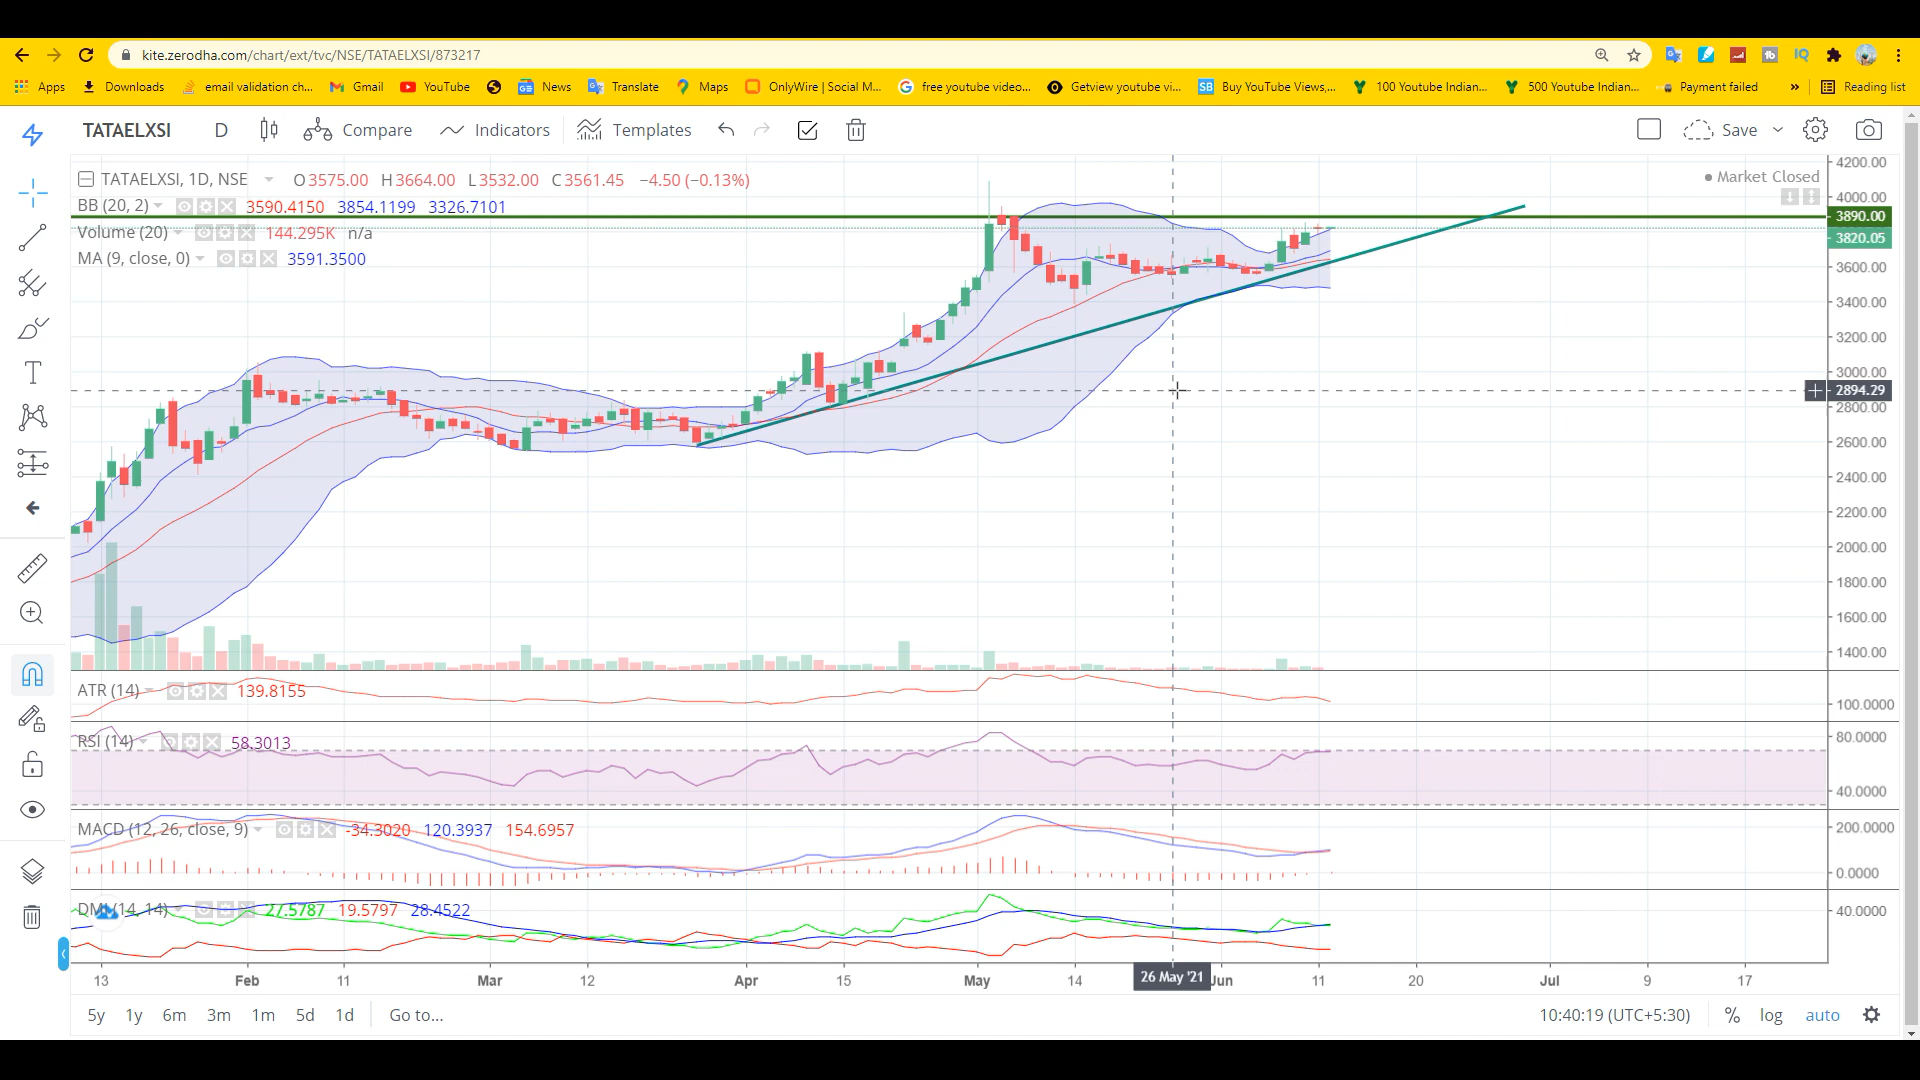 kite.zerodha.com/chart/ext/tvc/NSE/TATAELXSI/873217
Apps Downloads email validation ch... Gmail YouTube News Translate Maps OnlyWire | Social M... free youtube video... Getview youtube vi... SB Buy YouTube Views,... 100 Youtube Indian... 500 Youtube Indian... Payment failed » Reading list
TATAELXSI D Compare Indicators Templates Save
TATAELXSI, 1D, NSE O3575.00 H3664.00 L3532.00 C3561.45 −4.50 (−0.13%)
Market Closed
BB (20, 2) 3590.4150 3854.1199 3326.7101
Volume (20) 144.295K n/a
MA (9, close, 0) 3591.3500
4200.00
4000.00
3890.00
3820.05
3600.00
3400.00
3200.00
3000.00
2894.29
2800.00
2600.00
2400.00
2200.00
2000.00
1800.00
1600.00
1400.00
ATR (14) 139.8155
100.0000
RSI (14) 58.3013
80.0000
40.0000
MACD (12, 26, close, 9) -34.3020 120.3937 154.6957
200.0000
0.0000
DMI (14, 14) 27.5787 19.5797 28.4522
40.0000
13 Feb 11 Mar 12 Apr 15 May 14 26 May '21 Jun 11 20 Jul 9 17
5y 1y 6m 3m 1m 5d 1d Go to... 10:40:19 (UTC+5:30) % log auto